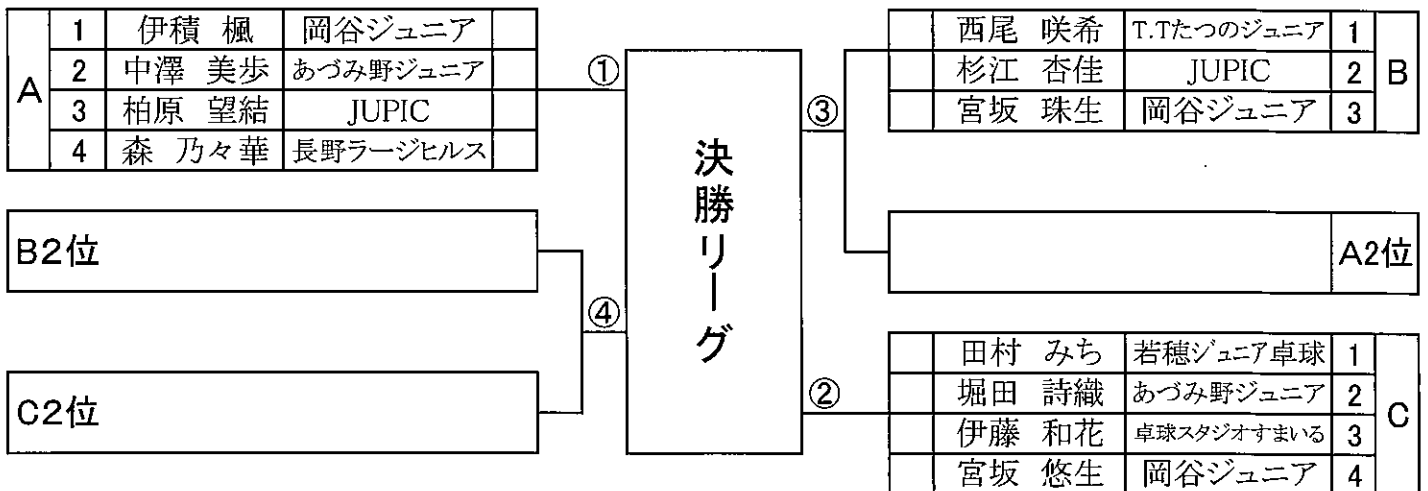 A
1 伊積 楓 岡谷ジュニア
2 中澤 美歩 あづみ野ジュニア
3 柏原 望結 JUPIC
4 森 乃々華 長野ラージヒルス
①
B2位
C2位
④
決勝リーグ
③
西尾 咲希 T.Tたつのジュニア 1
杉江 杏佳 JUPIC 2
宮坂 珠生 岡谷ジュニア 3
B
A2位
②
田村 みち 若穂ジュニア卓球 1
堀田 詩織 あづみ野ジュニア 2
伊藤 和花 卓球スタジオすまいる 3
宮坂 悠生 岡谷ジュニア 4
C